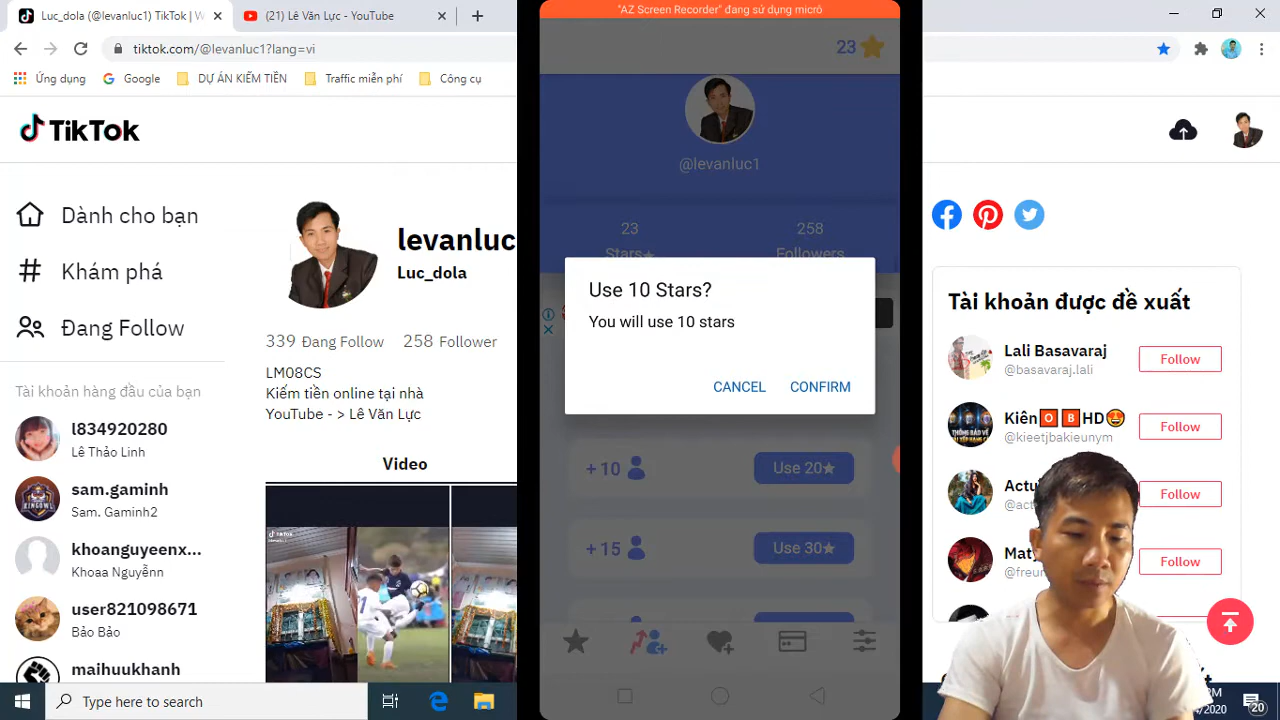 Luc_dola (@levanluc1) TikTok |
(21) Lê Văn Lực - YouTube
tiktok.com/@levanluc1?lang=vi
Ứng dụng
Google
DỰ ÁN KIẾM TIỀN
Traffic miễn phí
Công cụ
TikTok
Dành cho bạn
Khám phá
Đang Follow
Tài khoản hàng đầu của bạn
l834920280
Lê Thảo Linh
sam.gaminh
Sam. Gaminh2
khoanguyeenx...
Khoaa Nguyễnn
user821098671
Bảo Bảo
maihuukhanh
levanluc1
Luc_dola
339 Đang Follow 258 Follower
LM08CS
Kiếm tiền online tại nhà
YouTube - > Lê Văn Lực
Video
"AZ Screen Recorder" đang sử dụng micrô
23
@levanluc1
23
Stars★
258
Followers
Use 10 Stars?
You will use 10 stars
CANCEL
CONFIRM
+10
Use 20★
+15
Use 30★
Tài khoản được đề xuất
Lali Basavaraj
@basavaraj.lali
Follow
Kiên🅾🅱HD😍
@kieetjbakieunym
Follow
Follow
Follow
Type here to search
20